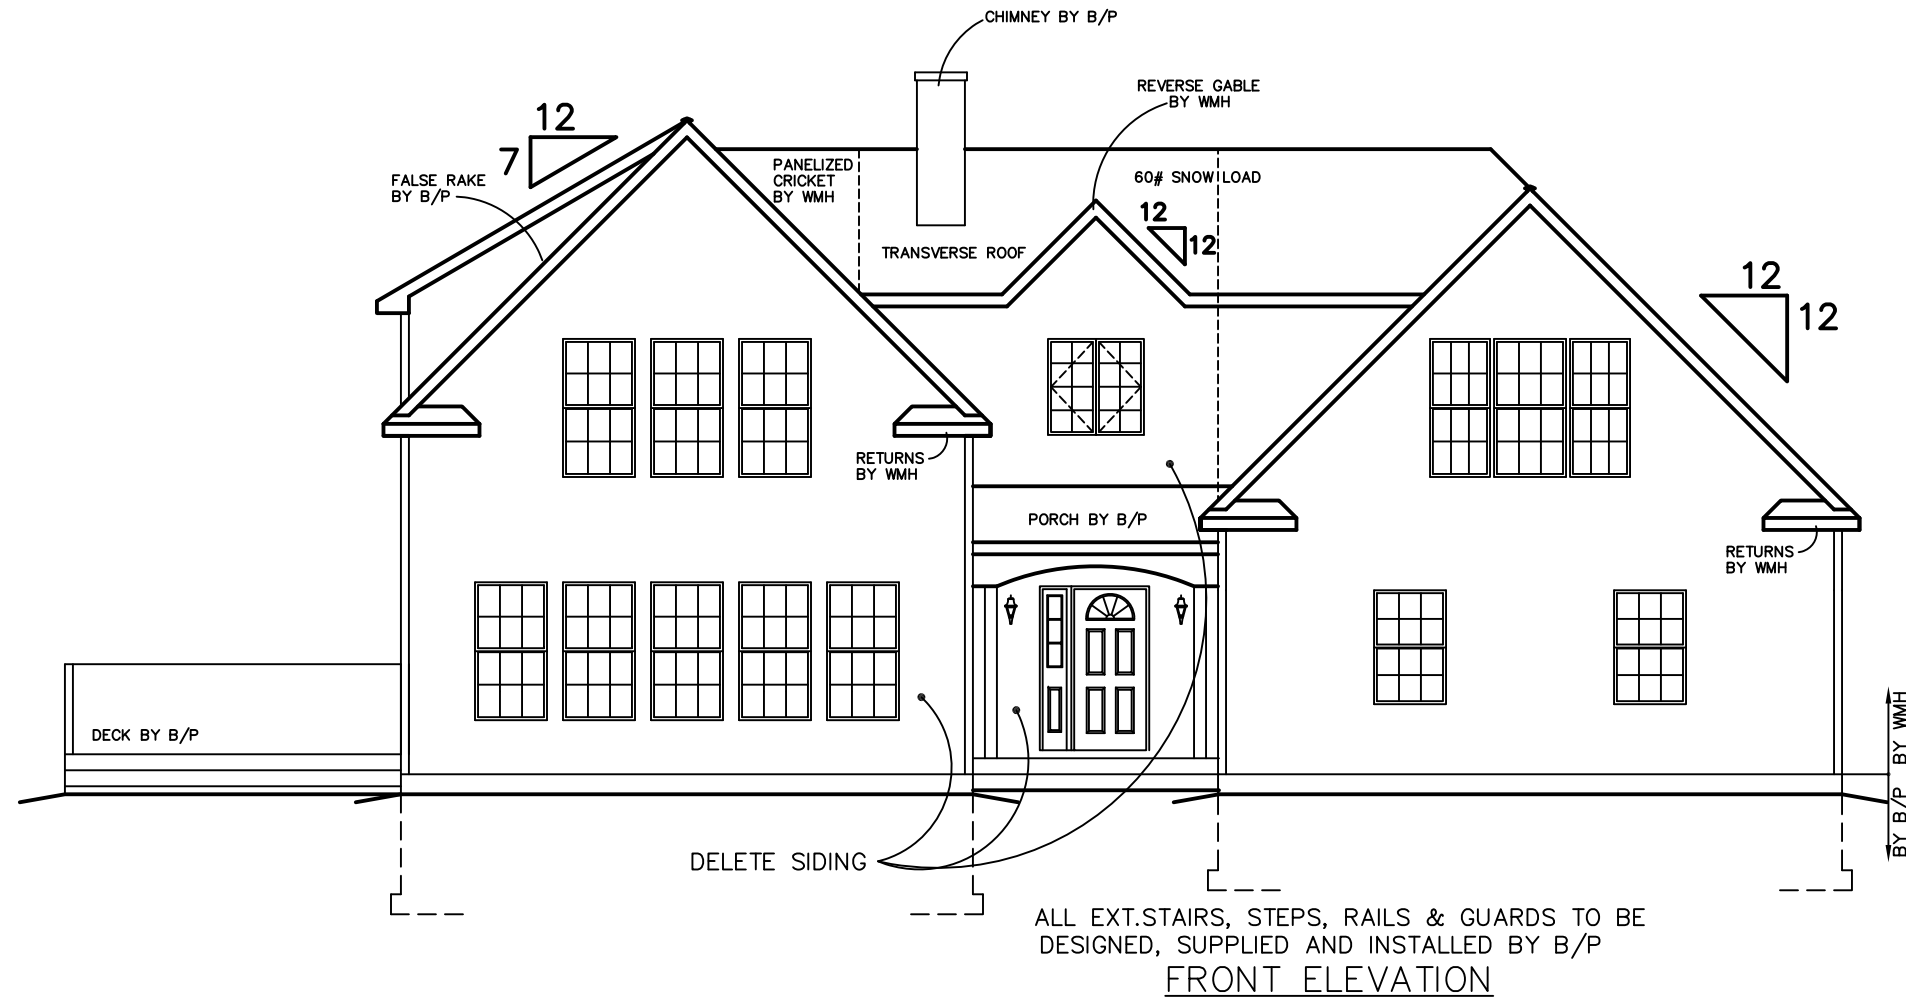 CHIMNEY BY B/P
REVERSE GABLE
BY WMH
12
7
FALSE RAKE
BY B/P
PANELIZED
CRICKET
BY WMH
60# SNOW LOAD
12
12
TRANSVERSE ROOF
12
12
RETURNS
BY WMH
PORCH BY B/P
RETURNS
BY WMH
DECK BY B/P
BY WMH
BY B/P
DELETE SIDING
ALL EXT.STAIRS, STEPS, RAILS & GUARDS TO BE
DESIGNED, SUPPLIED AND INSTALLED BY B/P
FRONT ELEVATION